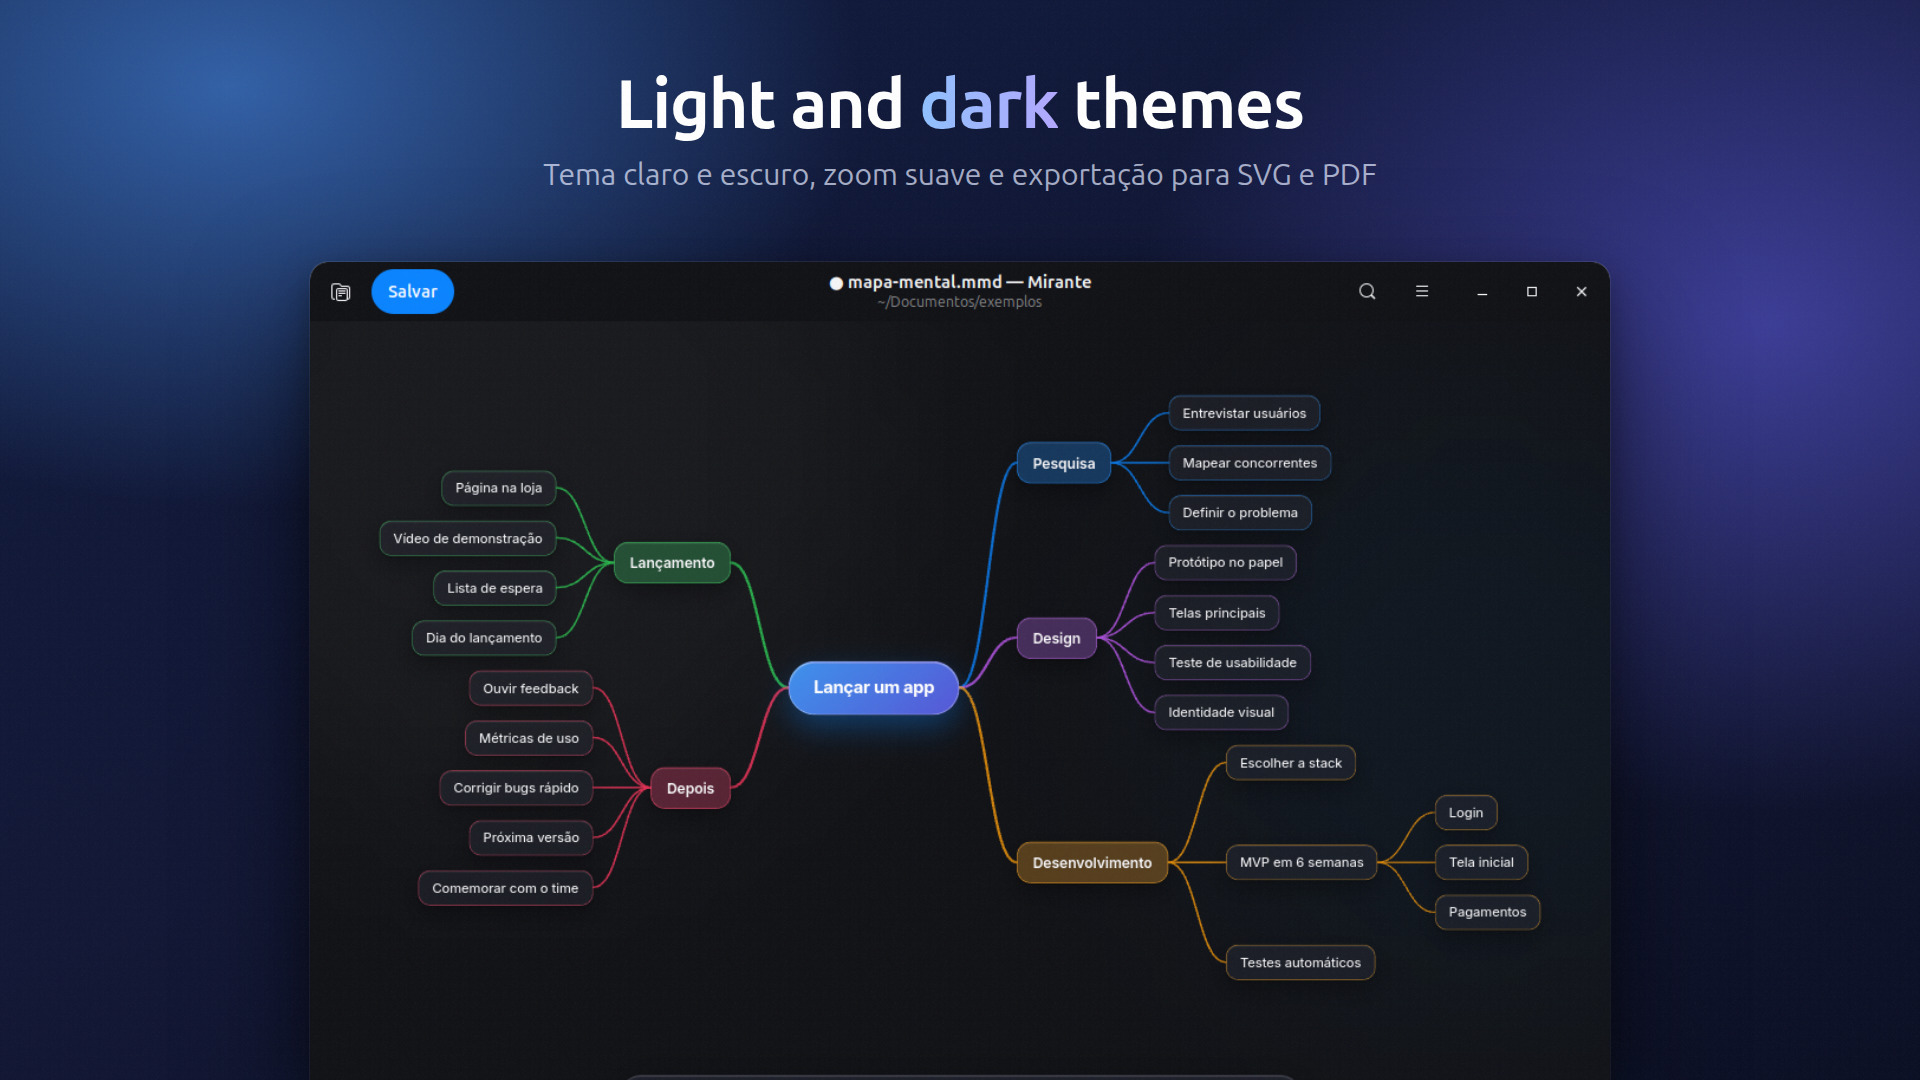 Light and dark themes
Tema claro e escuro, zoom suave e exportação para SVG e PDF
Salvar
● mapa-mental.mmd — Mirante
~/Documentos/exemplos
Página na loja
Vídeo de demonstração
Lista de espera
Dia do lançamento
Lançamento
Ouvir feedback
Métricas de uso
Corrigir bugs rápido
Próxima versão
Comemorar com o time
Depois
Lançar um app
Pesquisa
Entrevistar usuários
Mapear concorrentes
Definir o problema
Design
Protótipo no papel
Telas principais
Teste de usabilidade
Identidade visual
Desenvolvimento
Escolher a stack
MVP em 6 semanas
Login
Tela inicial
Pagamentos
Testes automáticos